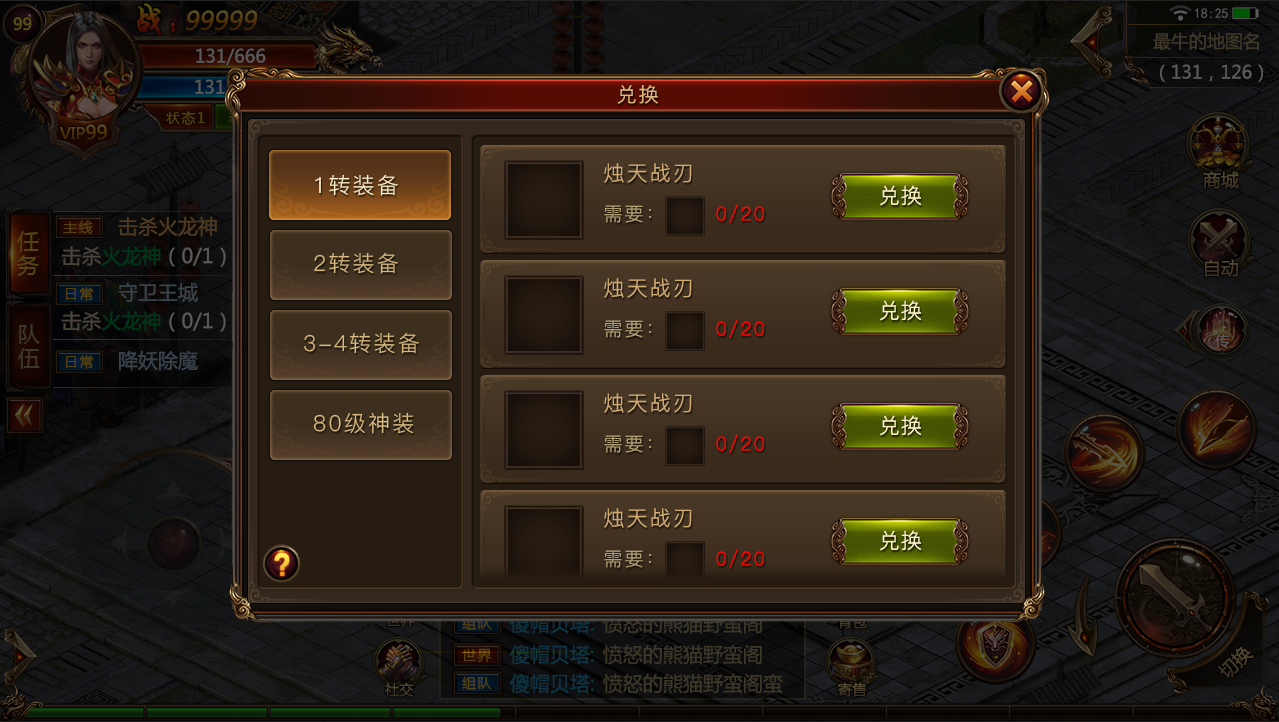 99
战：99999
18:25
最牛的地图名
131/666
( 131 , 126 )
131
兑换
状态1
VIP99
1转装备
烛天战刃
兑换
需要：
0/20
商城
任务
主线
击杀火龙神
击杀火龙神 ( 0/1 )
2转装备
自动
日常
守卫王城
击杀火龙神 ( 0/1 )
烛天战刃
兑换
需要：
0/20
队伍
3-4转装备
传
日常
降妖除魔
80级神装
烛天战刃
兑换
需要：
0/20
烛天战刃
兑换
需要：
0/20
?
世界
组队
傻帽贝塔: 愤怒的熊猫野蛮阁
背包
世界
傻帽贝塔: 愤怒的熊猫野蛮阁
组队
傻帽贝塔: 愤怒的熊猫野蛮阁蛮
社交
寄售
切换